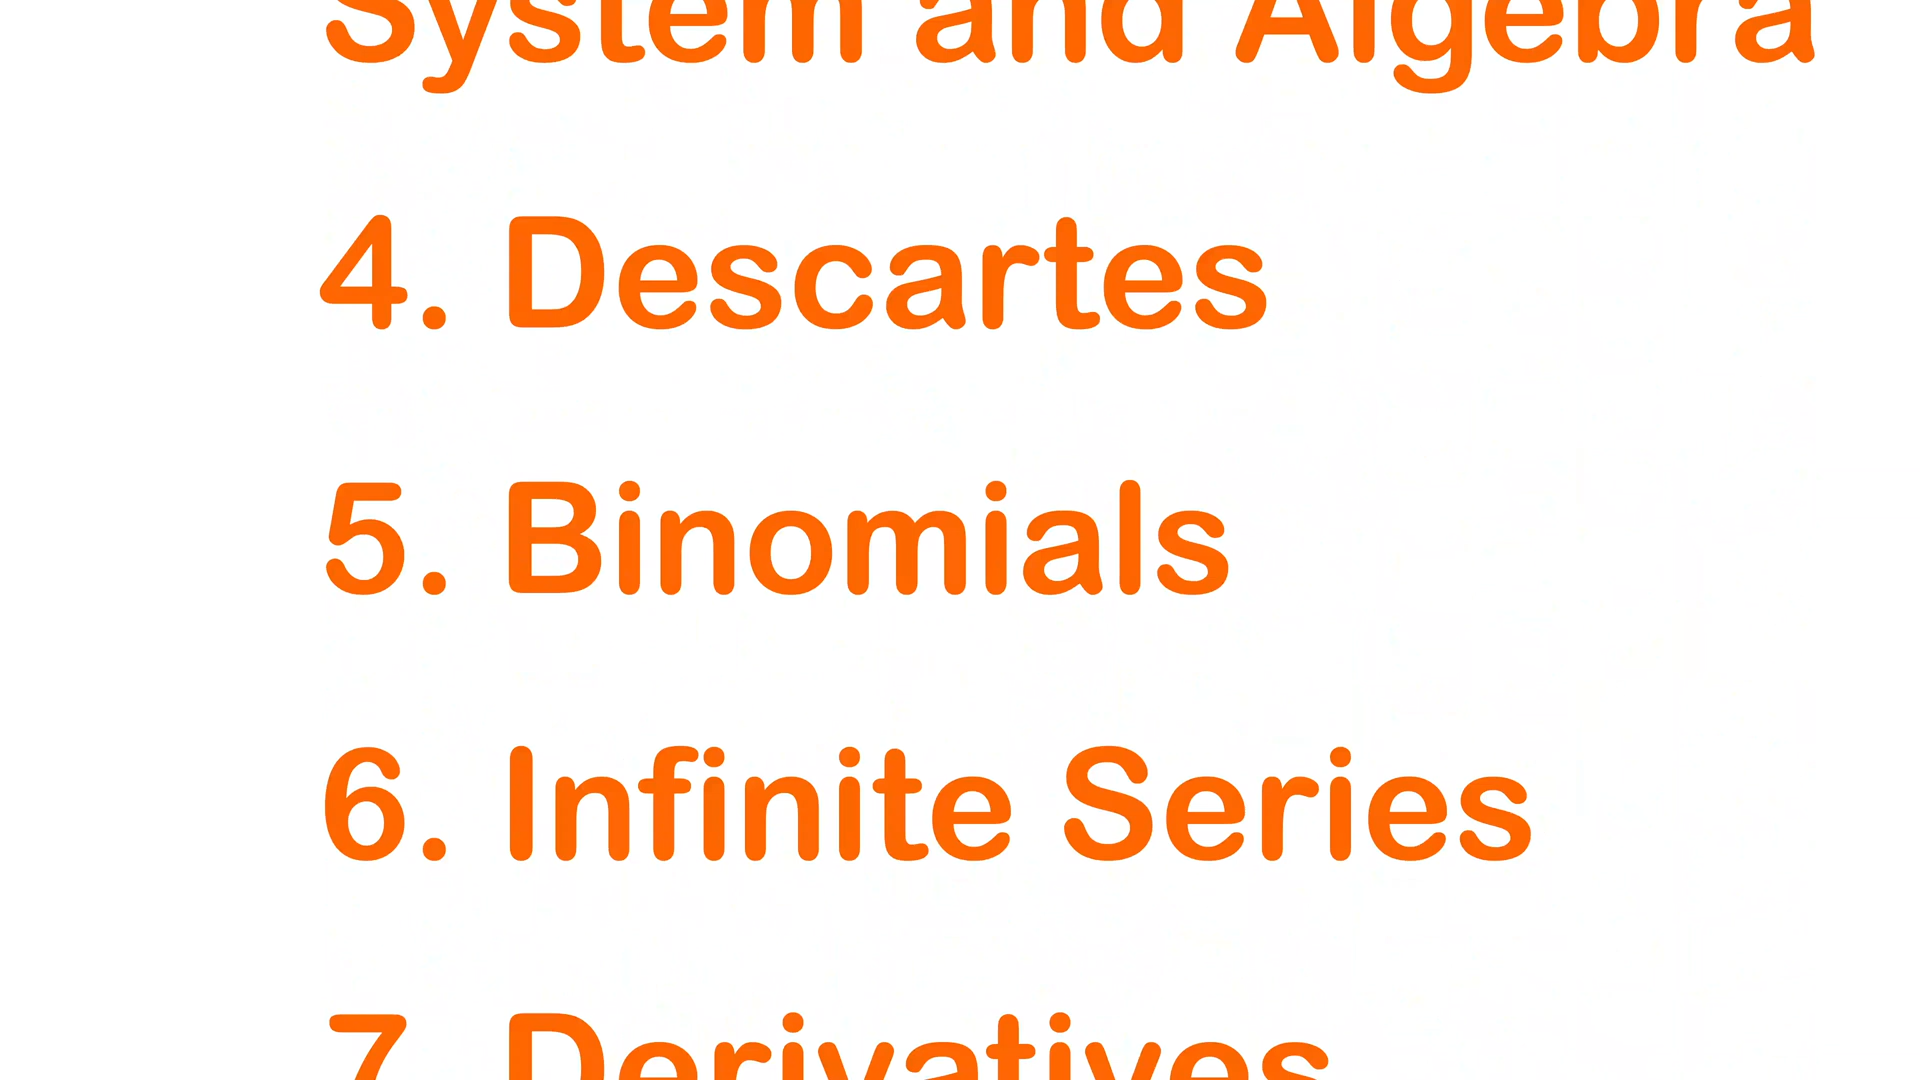 System and Algebra
4. Descartes
5. Binomials
6. Infinite Series
7. Derivatives